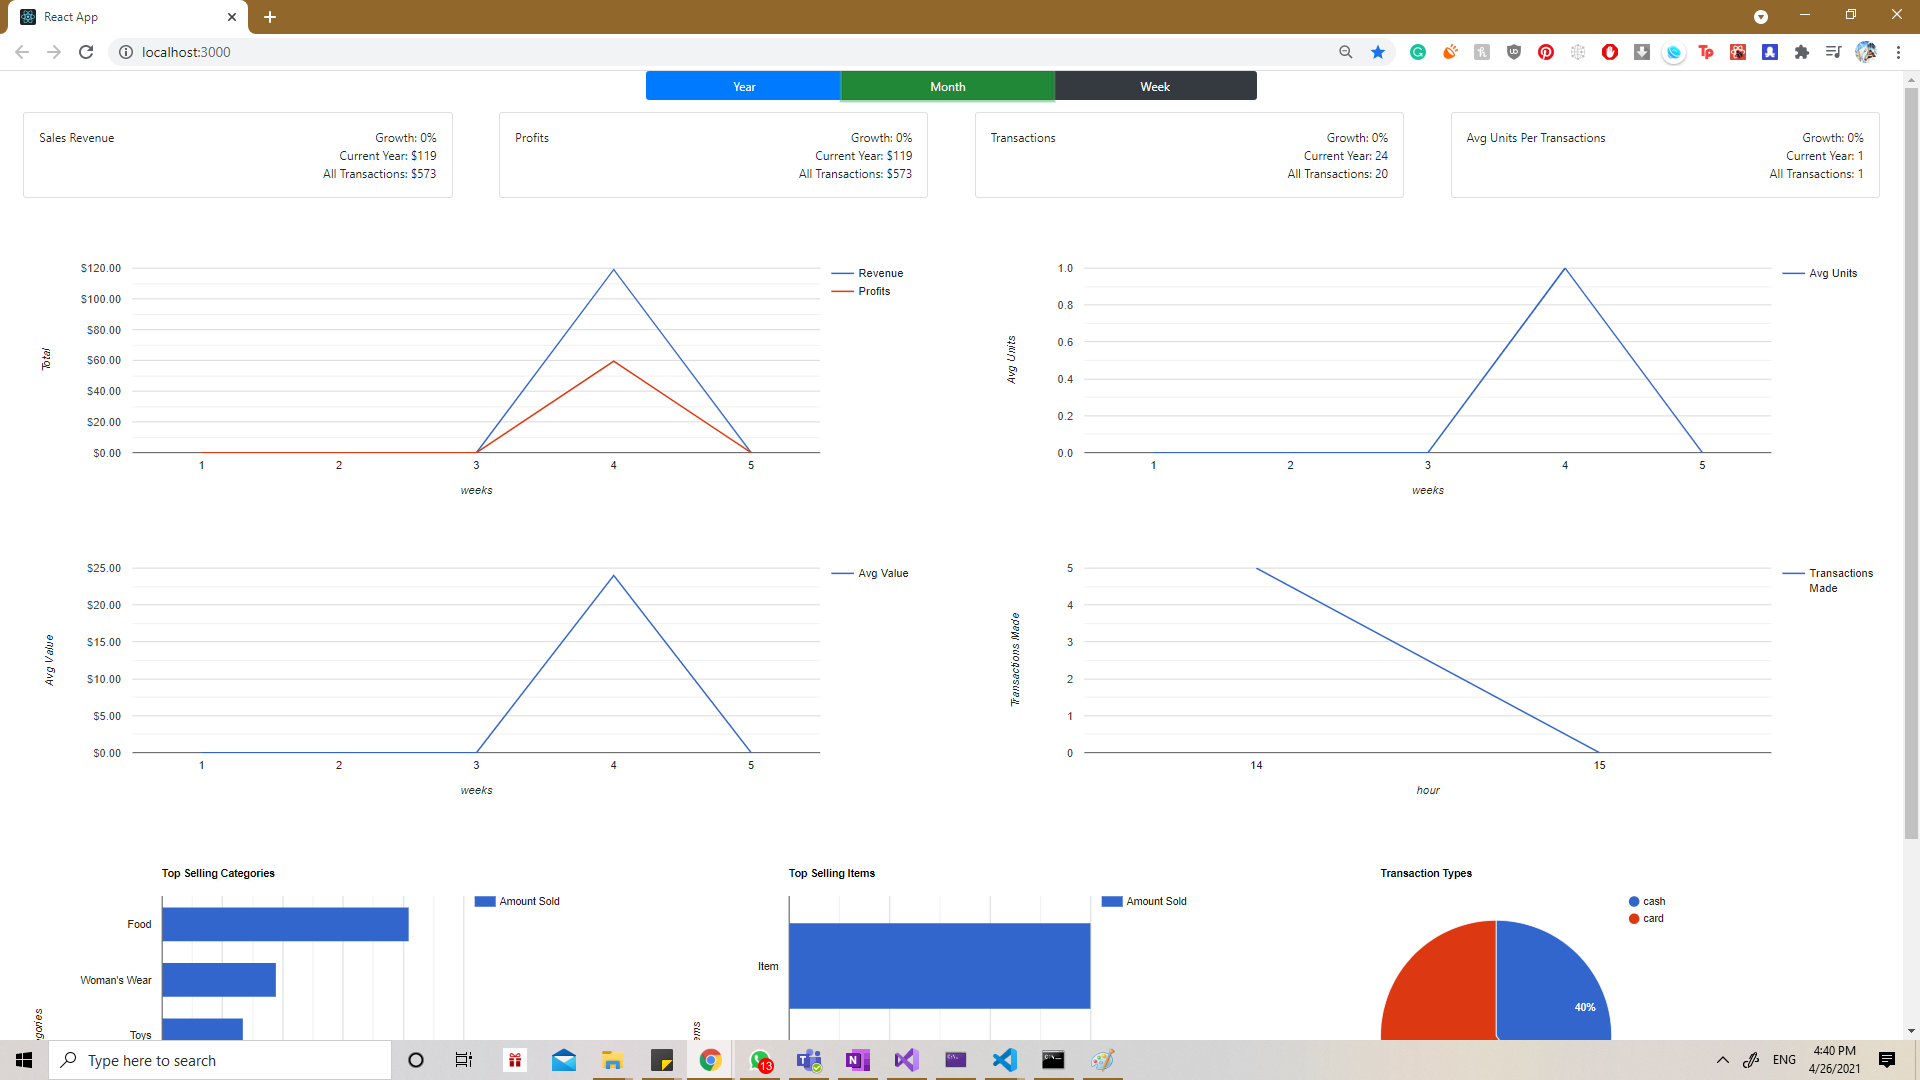 React App
localhost:3000
Year
Month
Week
Sales Revenue
Growth: 0%
Current Year: $119
All Transactions: $573
Profits
Growth: 0%
Current Year: $119
All Transactions: $573
Transactions
Growth: 0%
Current Year: 24
All Transactions: 20
Avg Units Per Transactions
Growth: 0%
Current Year: 1
All Transactions: 1
$120.00
$100.00
$80.00
$60.00
$40.00
$20.00
$0.00
Total
1 2 3 4 5
weeks
Revenue
Profits
1.0
0.8
0.6
0.4
0.2
0.0
Avg Units
1 2 3 4 5
weeks
Avg Units
$25.00
$20.00
$15.00
$10.00
$5.00
$0.00
Avg Value
1 2 3 4 5
weeks
Avg Value
5
4
3
2
1
0
Transactions Made
14 15
hour
Transactions
Made
Top Selling Categories
Food
Woman's Wear
Toys
gories
Amount Sold
Top Selling Items
Item
ems
Amount Sold
Transaction Types
cash
card
40%
Type here to search
13
ENG
4:40 PM
4/26/2021